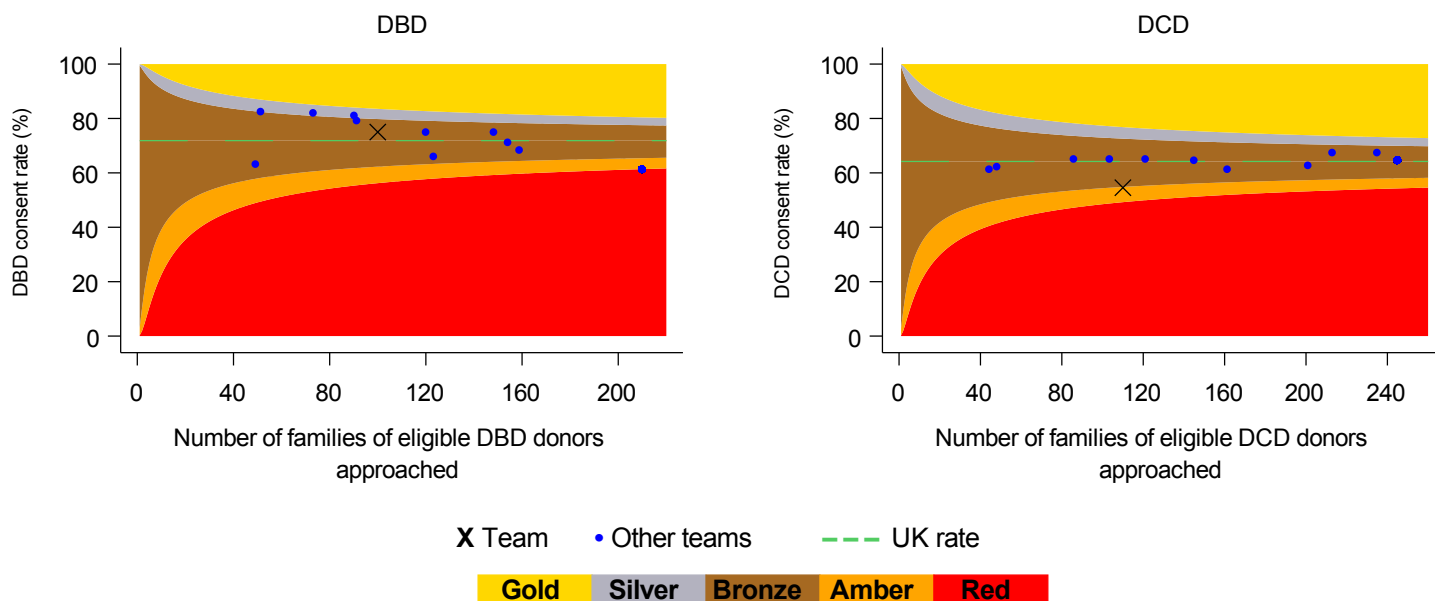 DBD
DBD consent rate (%)
100
80
60
40
20
0
0 40 80 120 160 200
Number of families of eligible DBD donors
approached
DCD
DCD consent rate (%)
100
80
60
40
20
0
0 40 80 120 160 200 240
Number of families of eligible DCD donors
approached
X Team Other teams UK rate
Gold Silver Bronze Amber Red